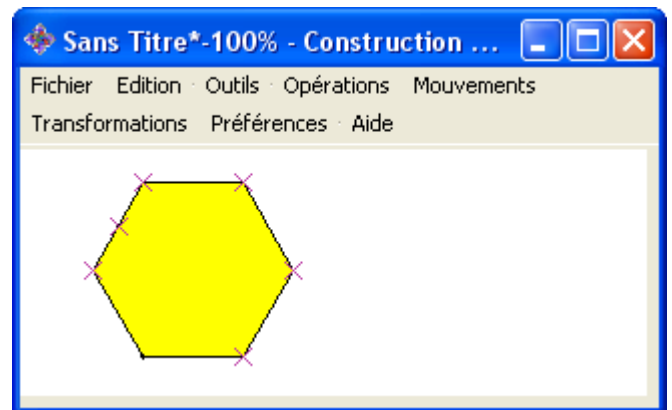 Sans Titre*-100% - Construction ...
Fichier Edition Outils Opérations Mouvements
Transformations Préférences Aide